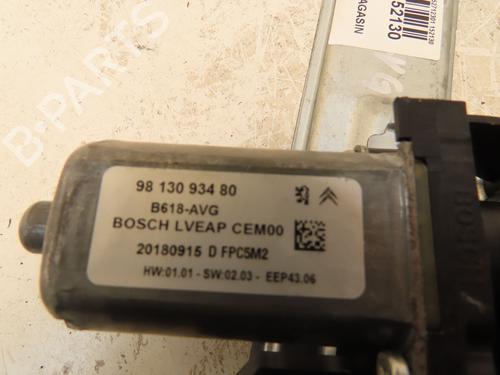 98 130 934 80
B618-AVG
BOSCH LVEAP CEM00
20180915 D FPC5M2
HW:01.01 - SW:02.03 - EEP43.06
52130
AGASIN
B-PARTS